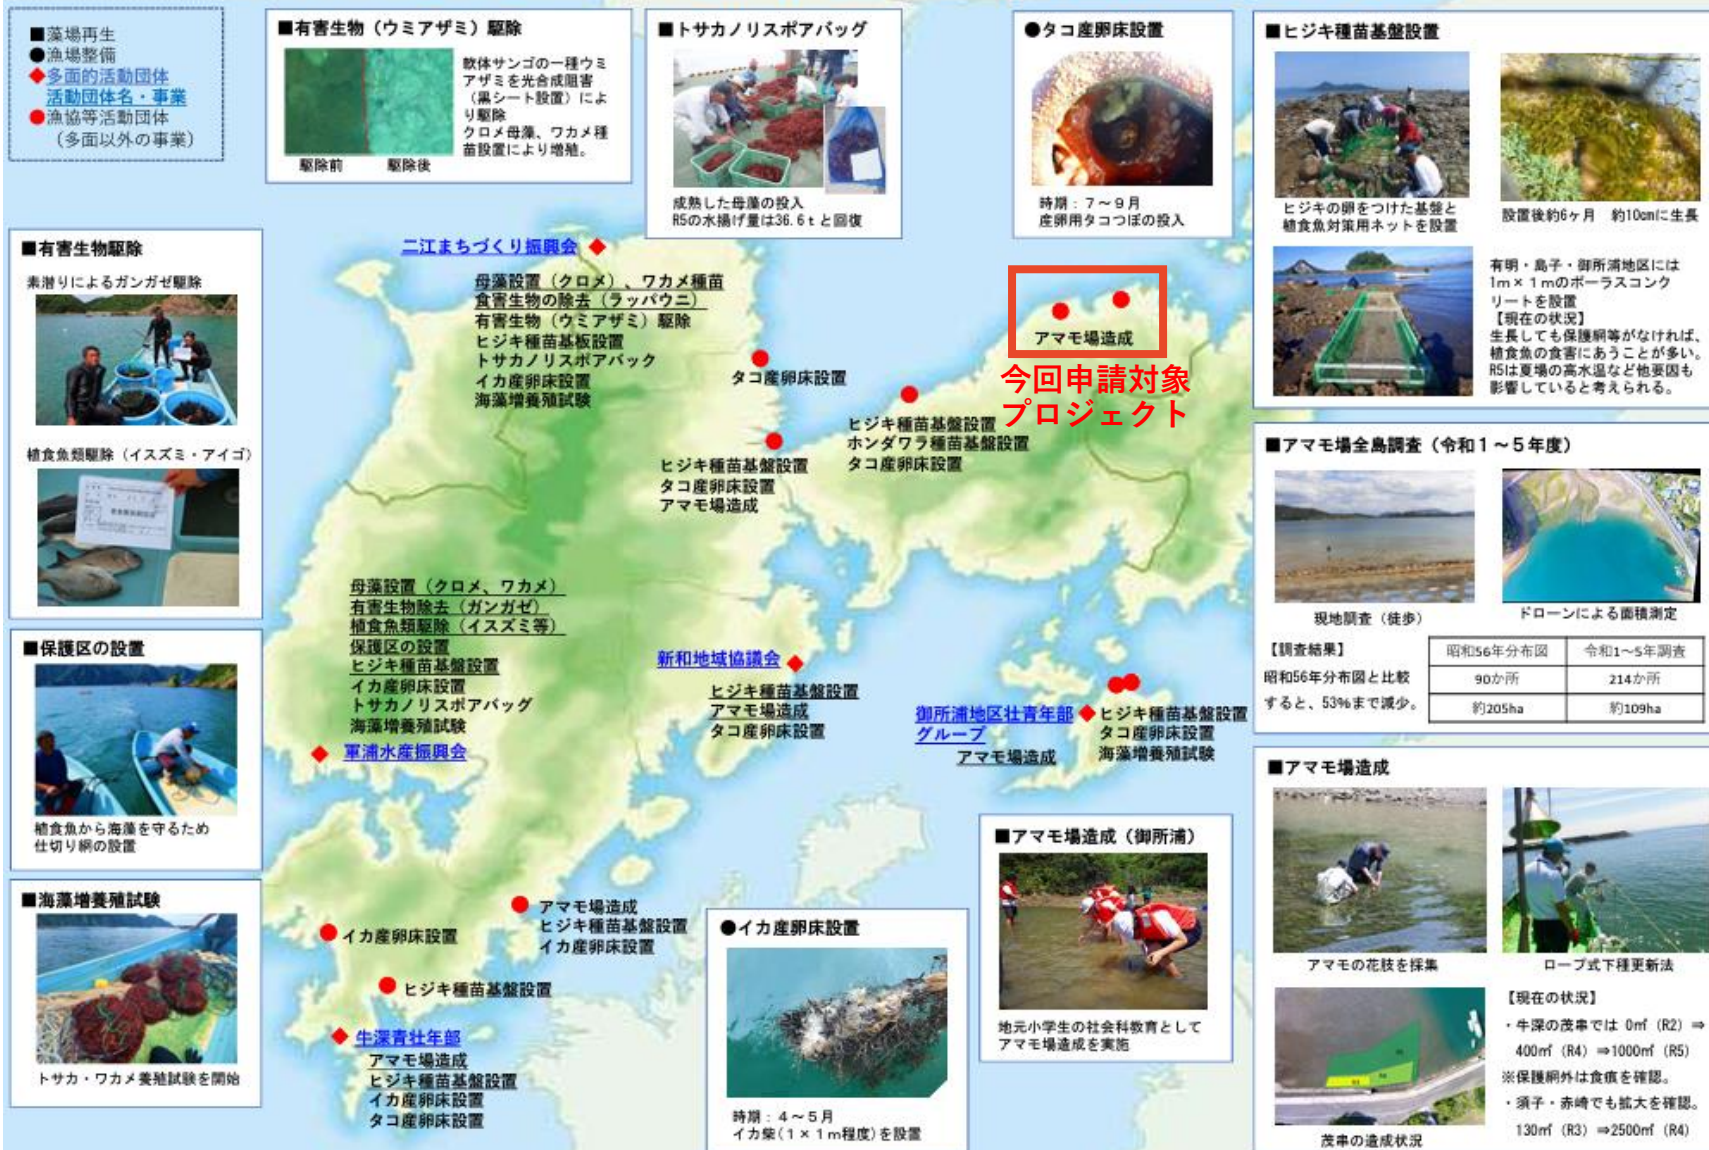 ■藻場再生
●漁場整備
◆多面的活動団体
活動団体名・事業
●漁協等活動団体
（多面以外の事業）
■有害生物（ウミアザミ）駆除
軟体サンゴの一種ウミ
アザミを光合成阻害
（黒シート設置）によ
り駆除
クロメ母藻、ワカメ種
苗設置により増殖。
駆除前
駆除後
■トサカノリスポアバッグ
成熟した母藻の投入
R5の水揚げ量は36.6ｔと回復
●タコ産卵床設置
時期：７～９月
産卵用タコつぼの投入
■ヒジキ種苗基盤設置
ヒジキの卵をつけた基盤と
植食魚対策用ネットを設置
設置後約6ヶ月　約10cmに生長
有明・島子・御所浦地区には
1m×1mのポーラスコンク
リートを設置
【現在の状況】
生長しても保護網等がなければ、
植食魚の食害にあうことが多い。
R5は夏場の高水温など他要因も
影響していると考えられる。
■有害生物駆除
素潜りによるガンガゼ駆除
植食魚類駆除（イスズミ・アイゴ）
■保護区の設置
植食魚から海藻を守るため
仕切り網の設置
■海藻増養殖試験
トサカ・ワカメ養殖試験を開始
二江まちづくり振興会
母藻設置（クロメ）、ワカメ種苗
食害生物の除去（ラッパウニ）
有害生物（ウミアザミ）駆除
ヒジキ種苗基板設置
トサカノリスポアバック
イカ産卵床設置
海藻増養殖試験
タコ産卵床設置
アマモ場造成
今回申請対象
プロジェクト
ヒジキ種苗基盤設置
ホンダワラ種苗基盤設置
タコ産卵床設置
ヒジキ種苗基盤設置
タコ産卵床設置
アマモ場造成
母藻設置（クロメ、ワカメ）
有害生物除去（ガンガゼ）
植食魚類駆除（イスズミ等）
保護区の設置
ヒジキ種苗基盤設置
イカ産卵床設置
トサカノリスポアバッグ
海藻増養殖試験
軍浦水産振興会
新和地域協議会
ヒジキ種苗基盤設置
アマモ場造成
タコ産卵床設置
御所浦地区壮青年部
グループ
アマモ場造成
ヒジキ種苗基盤設置
タコ産卵床設置
海藻増養殖試験
アマモ場造成
ヒジキ種苗基盤設置
イカ産卵床設置
イカ産卵床設置
ヒジキ種苗基盤設置
牛深青壮年部
アマモ場造成
ヒジキ種苗基盤設置
イカ産卵床設置
タコ産卵床設置
●イカ産卵床設置
時期：４～５月
イカ柴(１×１ｍ程度)を設置
■アマモ場造成（御所浦）
地元小学生の社会科教育として
アマモ場造成を実施
■アマモ場全島調査（令和１～５年度）
現地調査（徒歩）
ドローンによる面積測定
【調査結果】
昭和56年分布図と比較
すると、53%まで減少。
昭和56年分布図　令和1～5年調査
90か所　214か所
約205ha　約109ha
■アマモ場造成
アマモの花枝を採集
ロープ式下種更新法
茂串の造成状況
【現在の状況】
・牛深の茂串では 0㎡（R2）⇒
400㎡（R4）⇒1000㎡（R5）
※保護網外は食痕を確認。
・須子・赤崎でも拡大を確認。
130㎡（R3）⇒2500㎡（R4）